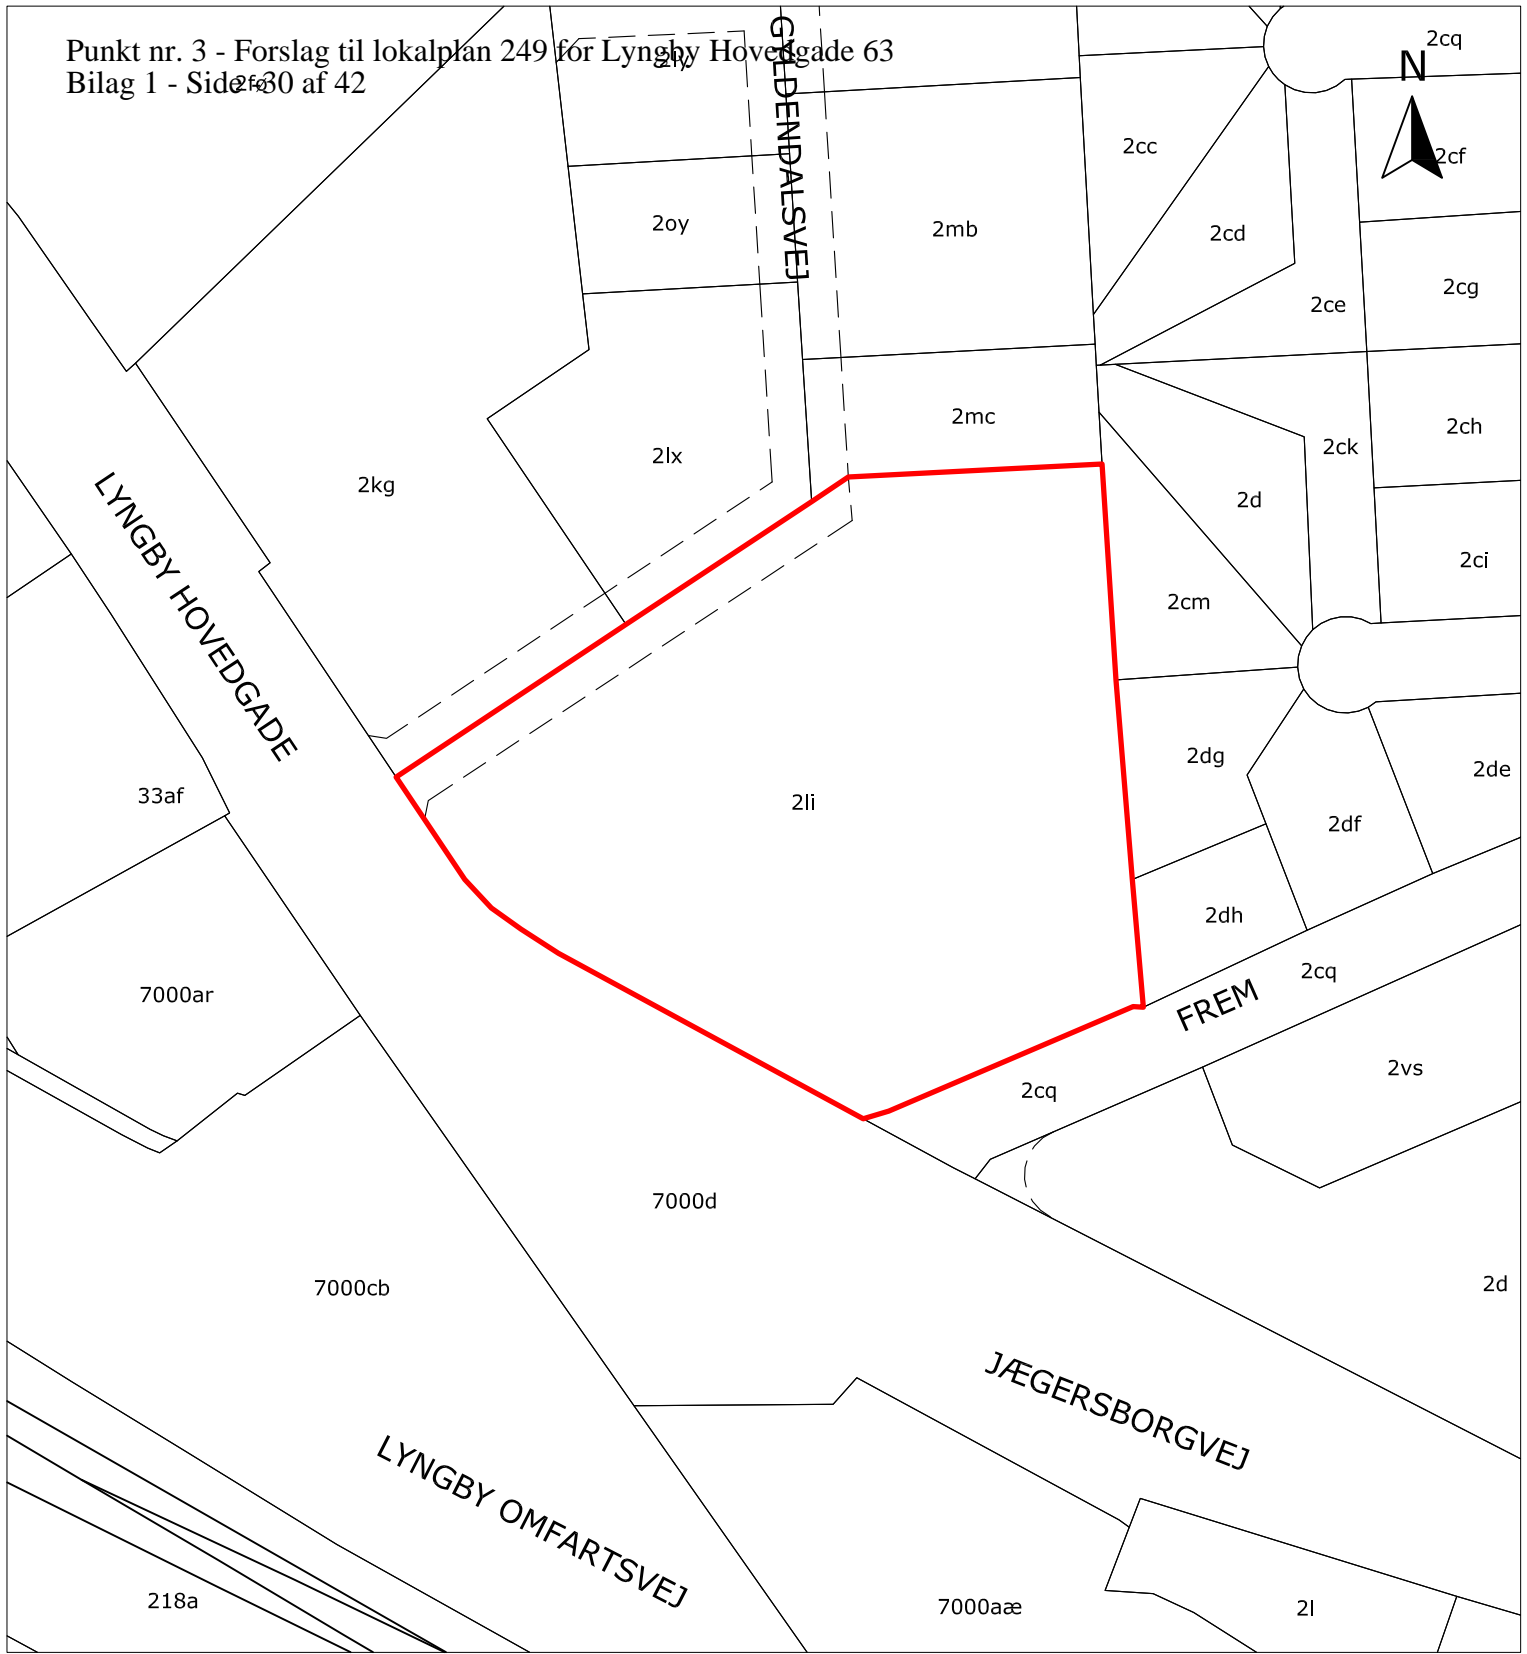 Punkt nr. 3 - Forslag til lokalplan 249 for Lyngby Hovedgade 63
Bilag 1 - Side -30 af 42
2ly
GYLDENDALSVEJ
2cq
N
2cc
2cf
2oy
2mb
2cd
2cg
2ce
2mc
2ch
2ck
2lx
2kg
2d
LYNGBY HOVEDGADE
2ci
2cm
2dg
2de
33af
2li
2df
2dh
2cq
7000ar
FREM
2vs
2cq
7000d
7000cb
2d
JÆGERSBORGVEJ
LYNGBY OMFARTSVEJ
218a
7000aæ
2l